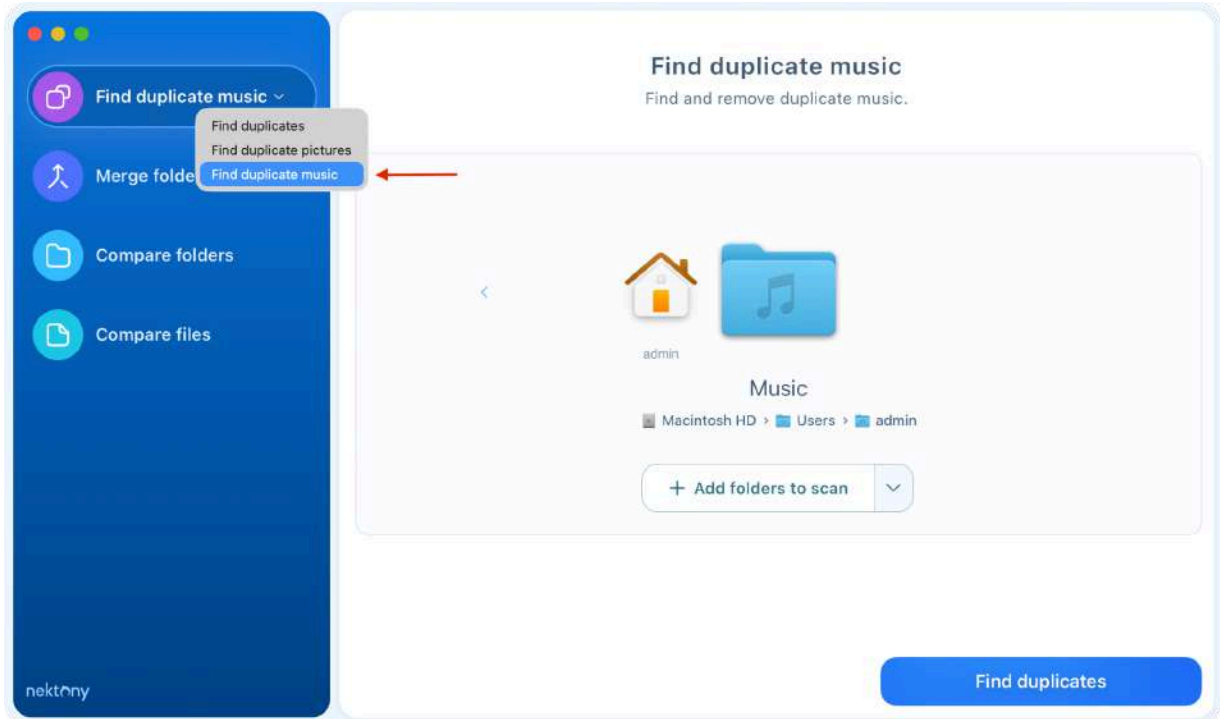 Find duplicate music
Find duplicates
Find duplicate pictures
Find duplicate music
Merge folde
Compare folders
Compare files
nektony
Find duplicate music
Find and remove duplicate music.
admin
Music
Macintosh HD › Users › admin
+ Add folders to scan
Find duplicates